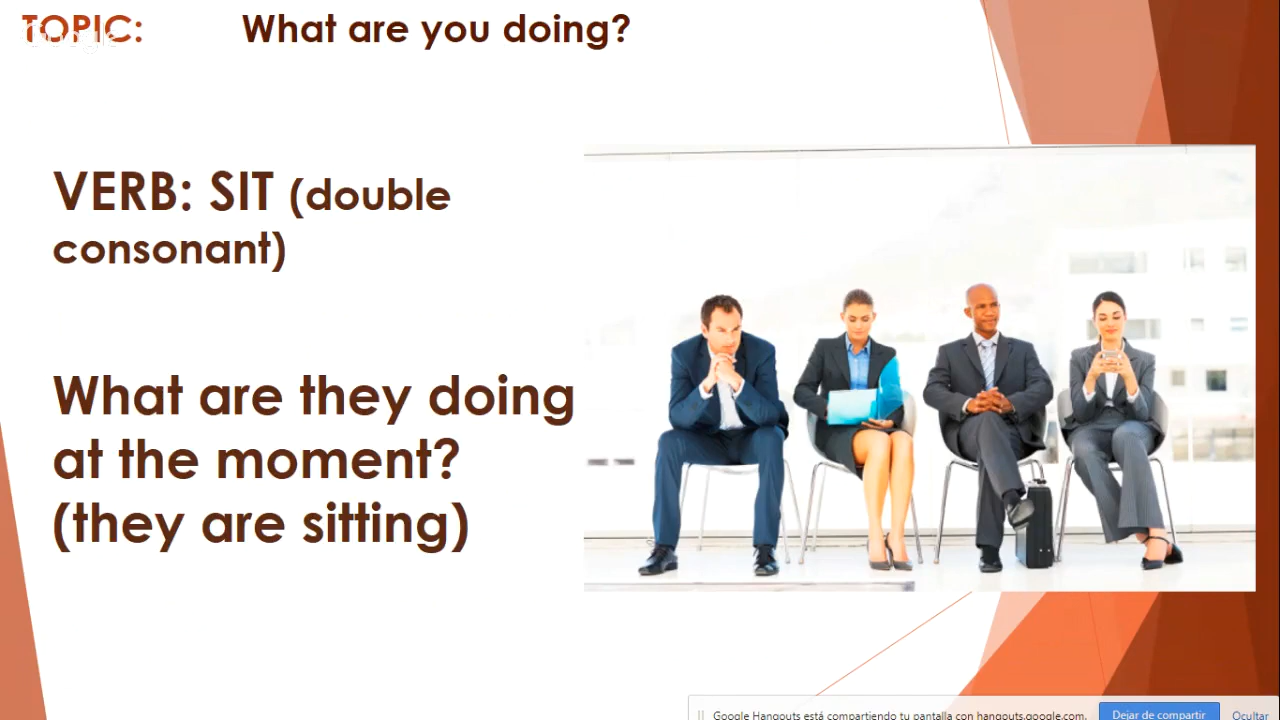 TOPIC: What are you doing?
Google
VERB: SIT (double
consonant)
What are they doing
at the moment?
(they are sitting)
Google Hangouts está compartiendo tu pantalla con hangouts.google.com. Dejar de compartir Ocultar